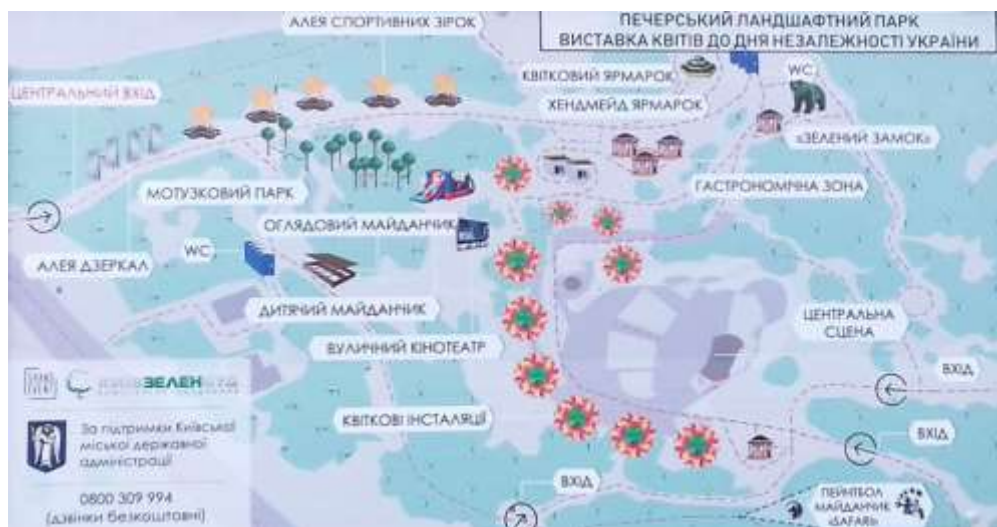 ПЕЧЕРСЬКИЙ ЛАНДШАФТНИЙ ПАРК
ВИСТАВКА КВІТІВ ДО ДНЯ НЕЗАЛЕЖНОСТІ УКРАЇНИ
АЛЕЯ СПОРТИВНИХ ЗІРОК
КВІТКОВИЙ ЯРМАРОК
WC
ЦЕНТРАЛЬНИЙ ВХІД
ХЕНДМЕЙД ЯРМАРОК
«ЗЕЛЕНИЙ ЗАМОК»
МОТУЗКОВИЙ ПАРК
ГАСТРОНОМІЧНА ЗОНА
ОГЛЯДОВИЙ МАЙДАНЧИК
WC
АЛЕЯ ДЗЕРКАЛ
ДИТЯЧИЙ МАЙДАНЧИК
ЦЕНТРАЛЬНА
СЦЕНА
ВУЛИЧНИЙ КІНОТЕАТР
ВХІД
КВІТКОВІ ІНСТАЛЯЦІЇ
ВХІД
За підтримки Київської
міської державної
адміністрації
ВХІД
0800 309 994
(дзвінки безкоштовні)
ПЕЙНТБОЛ
МАЙДАНЧИК
«SAFARI»